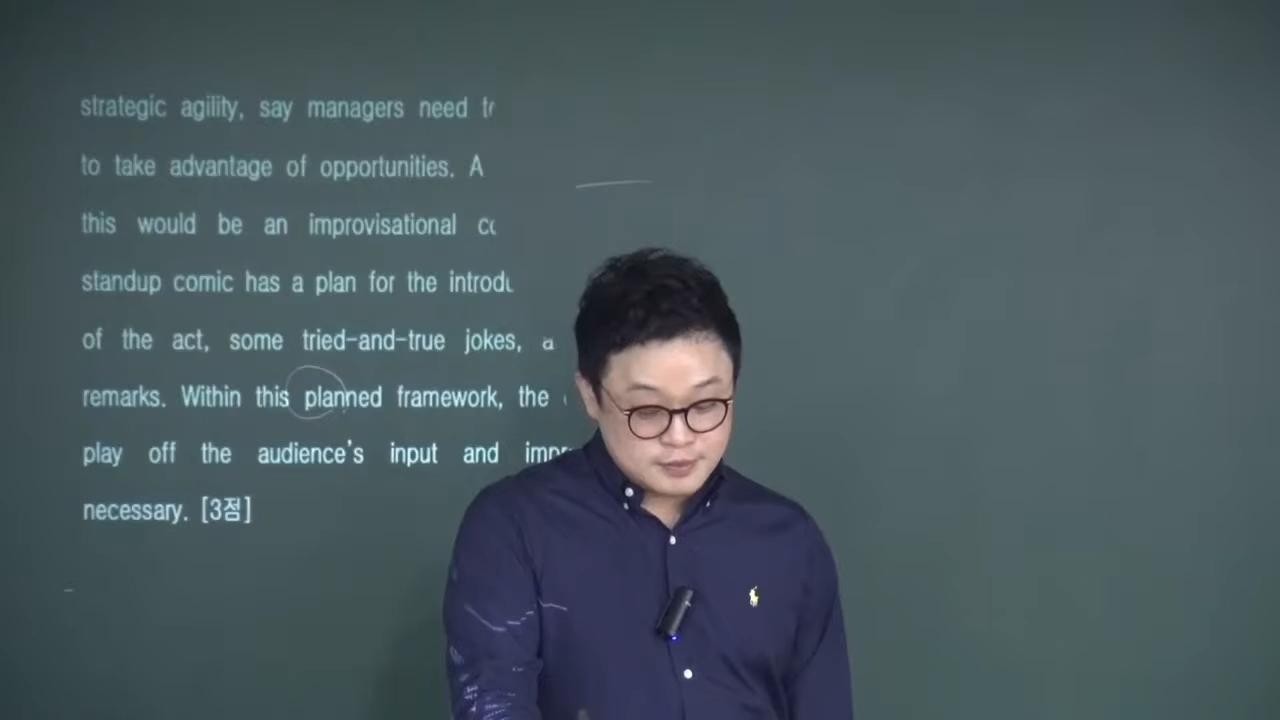 strategic agility, say managers need
to take advantage of opportunities. A
this would be an improvisational
standup comic has a plan for the
of the act, some tried-and-true jokes, a
remarks. Within this planned framework, the
play off the audience's input and
necessary. [3점]